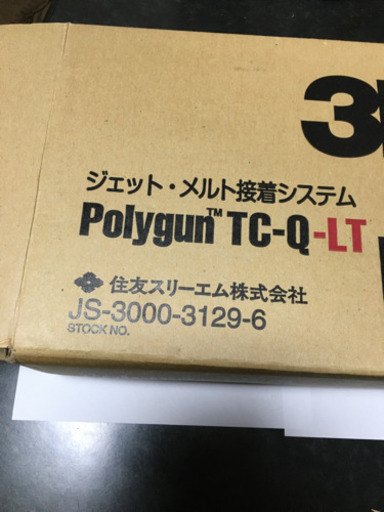 3
ジェット・メルト接着システム
Polygun™ TC-Q-LT
住友スリーエム株式会社
JS-3000-3129-6
STOCK NO.